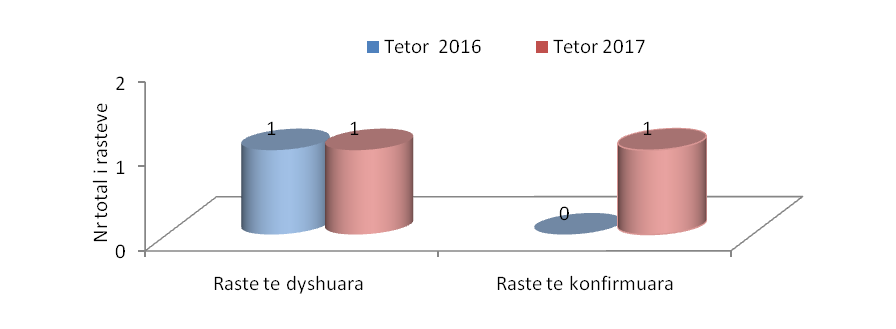 Tetor 2016 Tetor 2017
Nr total i rasteve
2
1
0
1 1 0 1
Raste te dyshuara Raste te konfirmuara